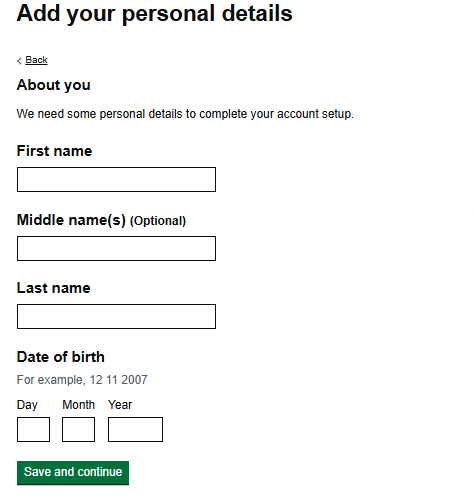 Add your personal details
Back
About you
We need some personal details to complete your account setup.
First name
Middle name(s) (Optional)
Last name
Date of birth
For example, 12 11 2007
Day Month Year
Save and continue